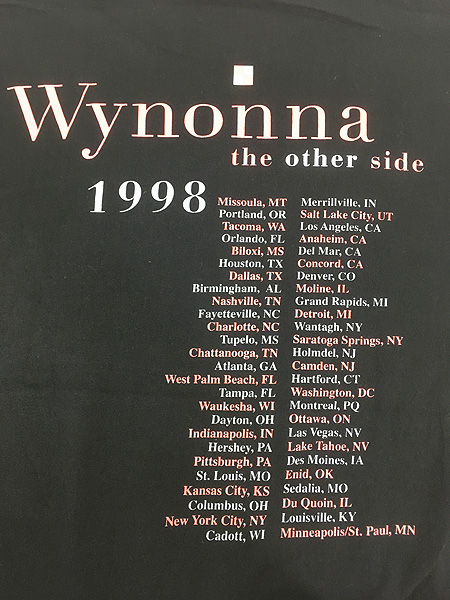 Wynonna
the other side
1998
Missoula, MT
Portland, OR
Tacoma, WA
Orlando, FL
Biloxi, MS
Houston, TX
Dallas, TX
Birmingham, AL
Nashville, TN
Fayetteville, NC
Charlotte, NC
Tupelo, MS
Chattanooga, TN
Atlanta, GA
West Palm Beach, FL
Tampa, FL
Waukesha, WI
Dayton, OH
Indianapolis, IN
Hershey, PA
Pittsburgh, PA
St. Louis, MO
Kansas City, KS
Columbus, OH
New York City, NY
Cadott, WI
Merrillville, IN
Salt Lake City, UT
Los Angeles, CA
Anaheim, CA
Del Mar, CA
Concord, CA
Denver, CO
Moline, IL
Grand Rapids, MI
Detroit, MI
Wantagh, NY
Saratoga Springs, NY
Holmdel, NJ
Camden, NJ
Hartford, CT
Washington, DC
Montreal, PQ
Ottawa, ON
Las Vegas, NV
Lake Tahoe, NV
Des Moines, IA
Enid, OK
Sedalia, MO
Du Quoin, IL
Louisville, KY
Minneapolis/St. Paul, MN